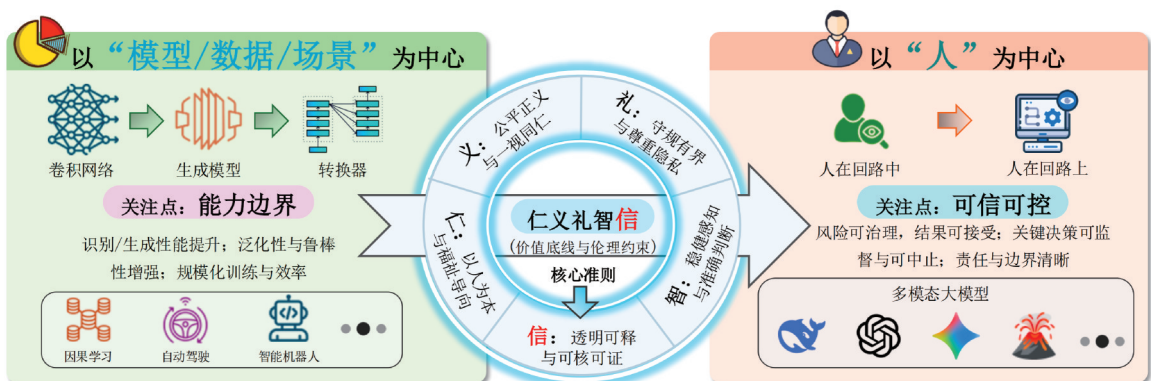 以“模型/数据/场景”为中心
卷积网络
生成模型
转换器
关注点：能力边界
识别/生成性能提升；泛化性与鲁棒
性增强；规模化训练与效率
因果学习
自动驾驶
智能机器人
义：公平正义
与一视同仁
礼：守规有界
与尊重隐私
仁：以人为本
与福祉导向
仁义礼智信
(价值底线与伦理约束)
核心准则
智：稳健感知
与准确判断
信：透明可释
与可核可证
以“人”为中心
人在回路中
人在回路上
关注点：可信可控
风险可治理，结果可接受；关键决策可监
督与可中止；责任与边界清晰
多模态大模型